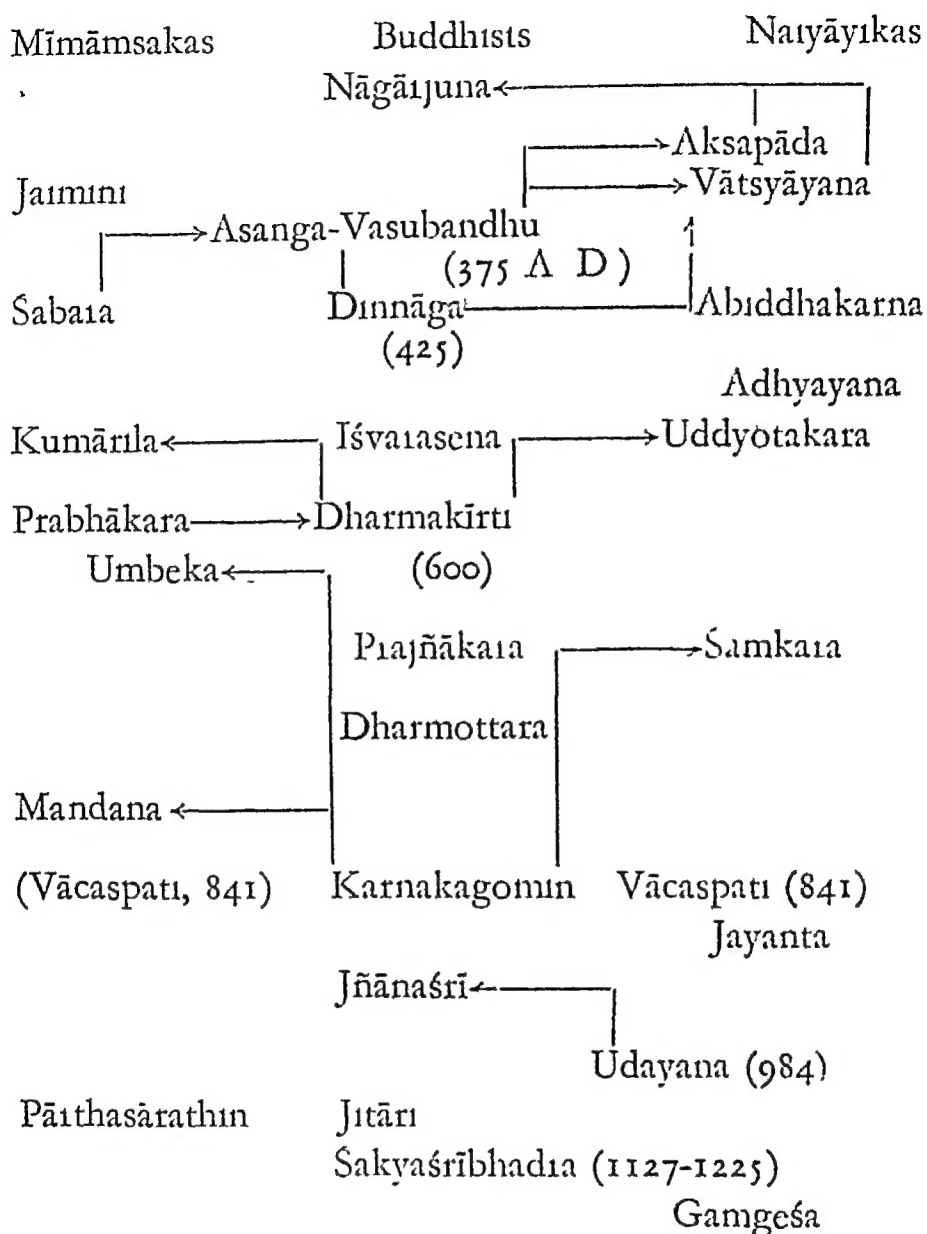 Mīmāmsakas Buddhists Naiyāyikas
Nāgārjuna
Aksapāda
Vātsyāyana
Jaimini
Asanga-Vasubandhu
(375 A D)
Śabara Dinnāga Abiddhakarna
(425)
Adhyayana
Kumārila Iśvarasena Uddyotakara
Prabhākara Dharmakīrti
Umbeka (600)
Prajñākara Śamkara
Dharmottara
Mandana
(Vācaspati, 841) Karnakagomin Vācaspati (841)
Jayanta
Jñānaśrī
Udayana (984)
Pārthasārathin Jitāri
Śakyaśrībhadra (1127-1225)
Gamgeśa